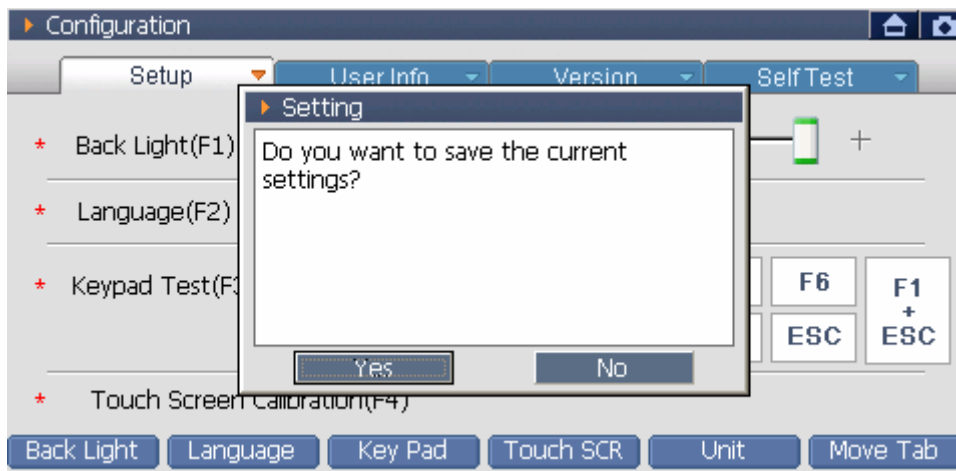 Configuration
Setup User Info Version Self Test
Setting
Do you want to save the current
settings?
* Back Light(F1) +
* Language(F2)
* Keypad Test(F3
F6 F1
+
ESC ESC
Yes No
* Touch Screen Calibration(F4)
Back Light Language Key Pad Touch SCR Unit Move Tab